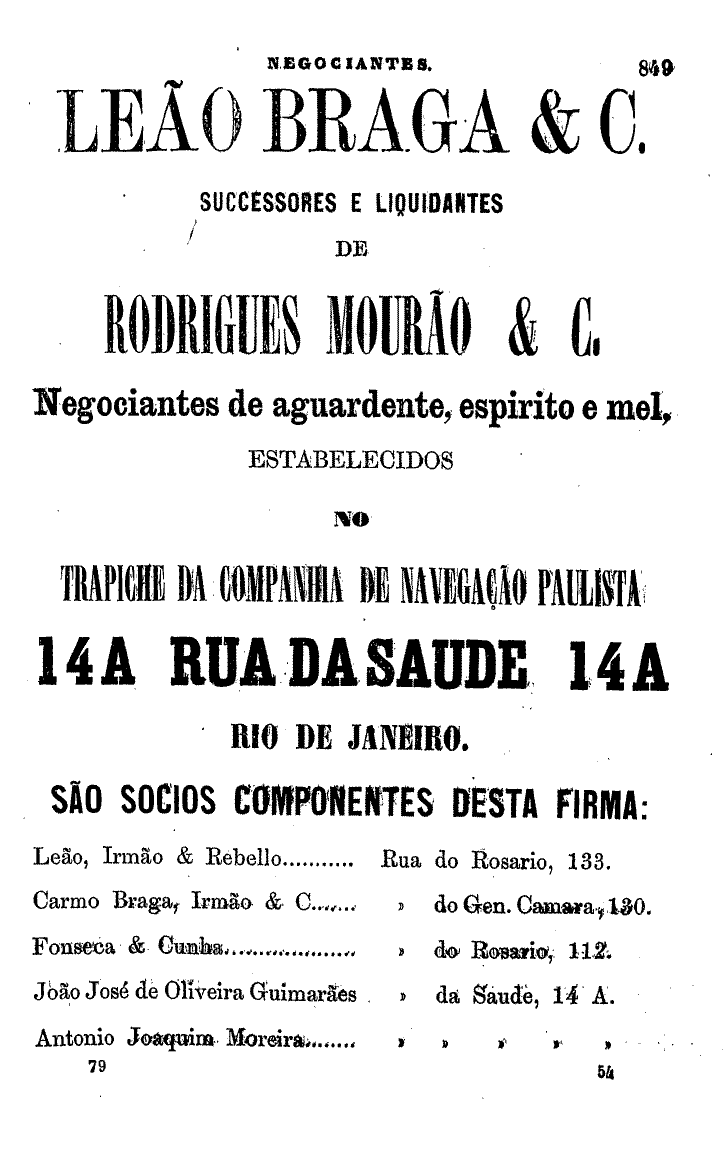 NEGOCIANTES. 849
LEÃO BRAGA & C.
SUCCESSORES E LIQUIDANTES
DE
RODRIGUES MOURÃO & C.
Negociantes de aguardente, espirito e mel,
ESTABELECIDOS
NO
TRAPICHE DA COMPANHIA DE NAVEGAÇÃO PAULISTA
14A RUA DA SAUDE 14A
RIO DE JANEIRO.
SÃO SOCIOS COMPONENTES DESTA FIRMA:
Leão, Irmão & Rebello........... Rua do Rosario, 133.
Carmo Braga, Irmão & C....... » do Gen. Camara, 130.
Fonseca & Cunha.................... » do Rosario, 112.
João José de Oliveira Guimarães » da Saude, 14 A.
Antonio Joaquim Moreira........ » » » » »
79 54